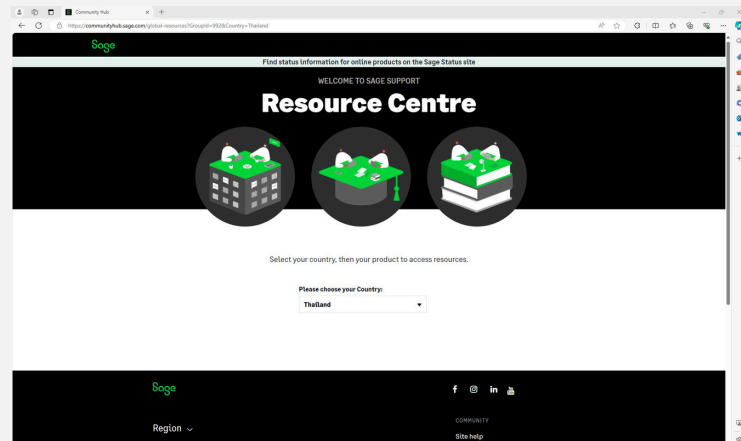 Community Hub
https://communityhub.sage.com/global-resources?GroupId=992&Country=Thailand
Sage
Find status information for online products on the Sage Status site
WELCOME TO SAGE SUPPORT
Resource Centre
Select your country, then your product to access resources.
Please choose your Country:
Thailand
Sage
Region
COMMUNITY
Site help